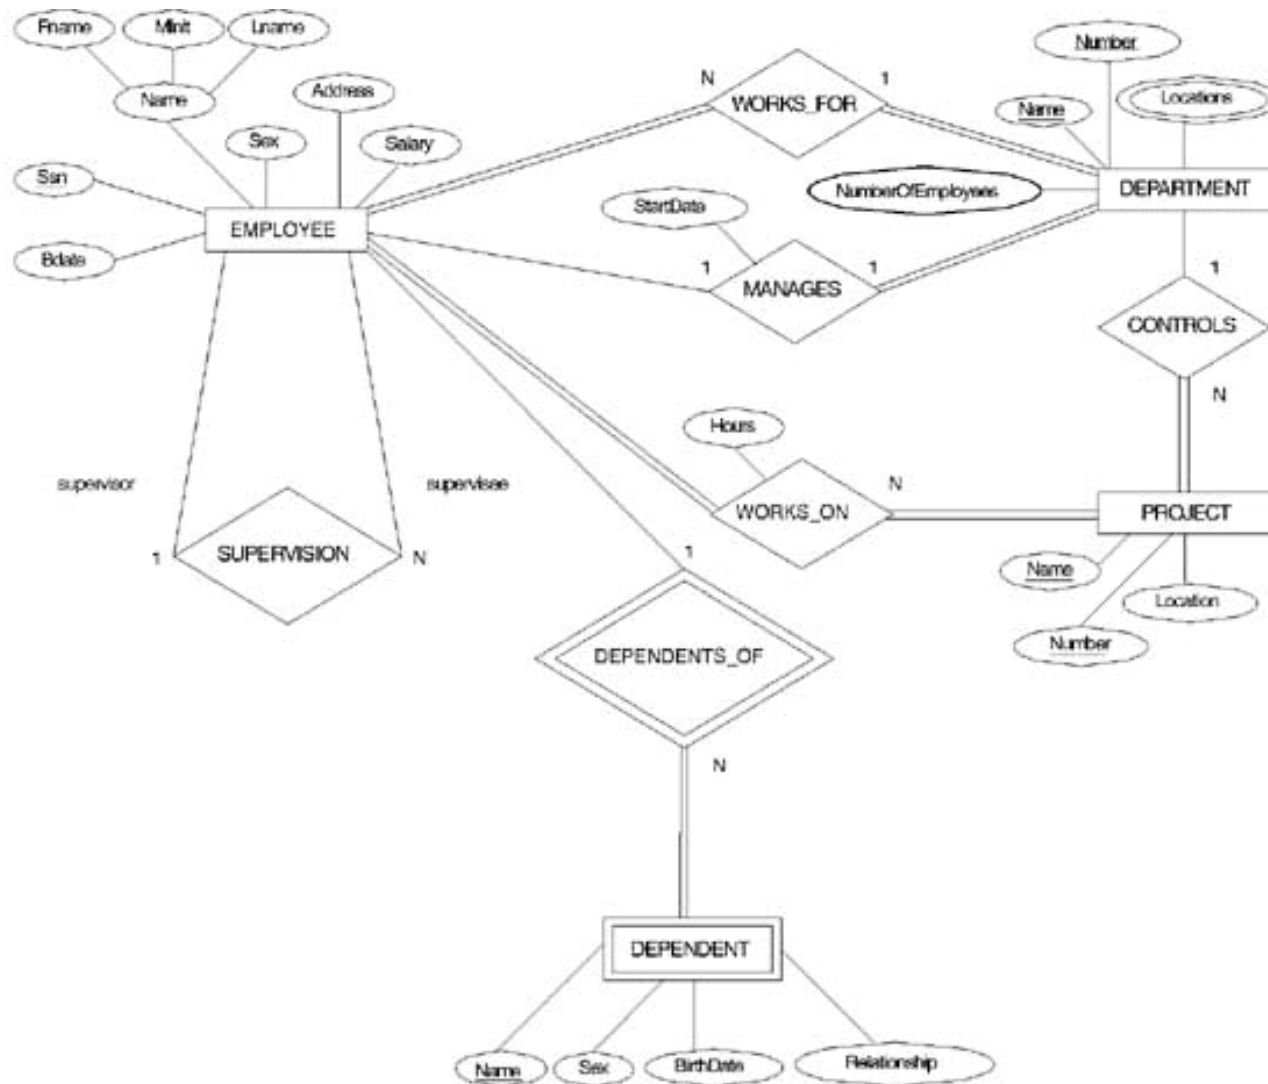 Fname
Minit
Lname
Number
Name
Address
N
WORKS_FOR
1
Locations
Name
Sex
Salary
Ssn
DEPARTMENT
NumberOfEmployees
StartDate
EMPLOYEE
Bdate
1
1
MANAGES
1
CONTROLS
N
Hours
supervisor
supervisee
N
WORKS_ON
PROJECT
1
SUPERVISION
N
1
Name
Location
Number
DEPENDENTS_OF
N
DEPENDENT
Name
Sex
BirthDate
Relationship